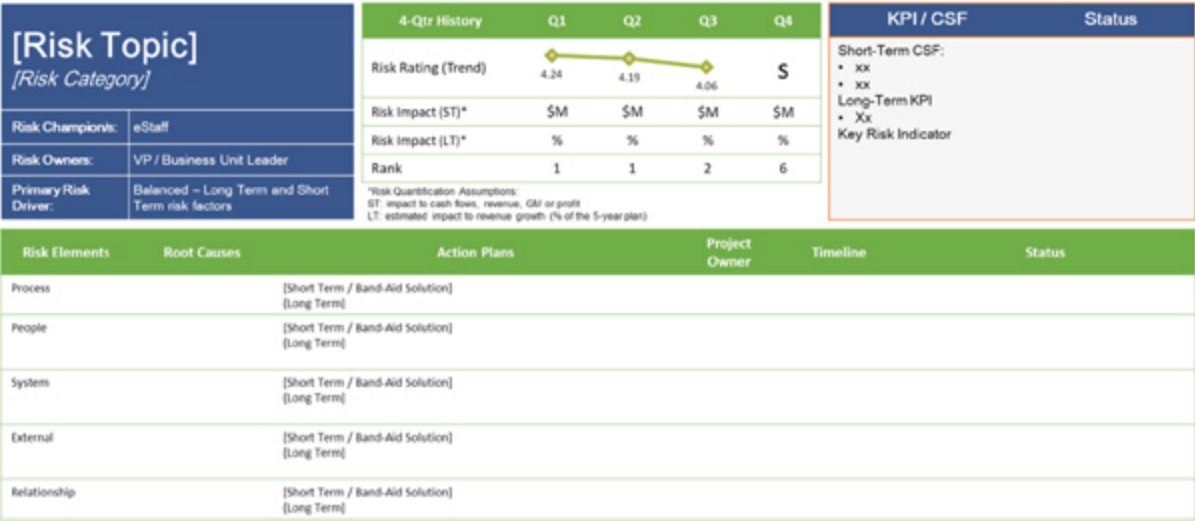 [Risk Topic]
[Risk Category]
Risk Champion/s: eStaff
Risk Owners: VP / Business Unit Leader
Primary Risk Driver: Balanced – Long Term and Short
Term risk factors
4-Qtr History Q1 Q2 Q3 Q4
Risk Rating (Trend) 4.24 4.19 4.06 S
Risk Impact (ST)* $M $M $M $M
Risk Impact (LT)* % % % %
Rank 1 1 2 6
*Risk Quantification Assumptions:
ST: impact to cash flows, revenue, GM or profit
LT: estimated impact to revenue growth (% of the 5-year plan)
KPI / CSF Status
Short-Term CSF:
• xx
• xx
Long-Term KPI
• Xx
Key Risk Indicator
Risk Elements Root Causes Action Plans Project Owner Timeline Status
Process [Short Term / Band-Aid Solution]
[Long Term]
People [Short Term / Band-Aid Solution]
[Long Term]
System [Short Term / Band-Aid Solution]
[Long Term]
External [Short Term / Band-Aid Solution]
[Long Term]
Relationship [Short Term / Band-Aid Solution]
[Long Term]